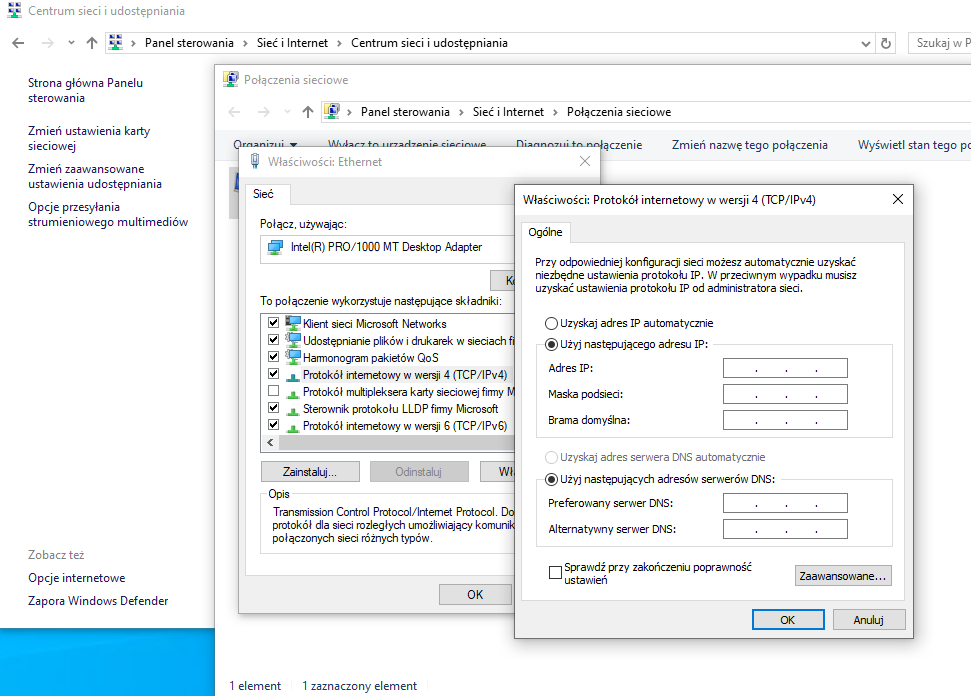 Centrum sieci i udostępniania
Panel sterowania > Sieć i Internet > Centrum sieci i udostępniania
Szukaj w P
Strona główna Panelu
sterowania
Zmień ustawienia karty
sieciowej
Zmień zaawansowane
ustawienia udostępniania
Opcje przesyłania
strumieniowego multimediów
Zobacz też
Opcje internetowe
Zapora Windows Defender
Połączenia sieciowe
Panel sterowania > Sieć i Internet > Połączenia sieciowe
Organizuj
Wyłącz to urządzenie sieciowe
Diagnozuj to połączenie
Zmień nazwę tego połączenia
Wyświetl stan tego po
Właściwości: Ethernet
Sieć
Połącz, używając:
Intel(R) PRO/1000 MT Desktop Adapter
To połączenie wykorzystuje następujące składniki:
Klient sieci Microsoft Networks
Udostępnianie plików i drukarek w sieciach
Harmonogram pakietów QoS
Protokół internetowy w wersji 4 (TCP/IPv4)
Protokół multipleksera karty sieciowej firmy M
Sterownik protokołu LLDP firmy Microsoft
Protokół internetowy w wersji 6 (TCP/IPv6)
Zainstaluj...
Odinstaluj
Opis
Transmission Control Protocol/Internet Protocol. Do
protokół dla sieci rozległych umożliwiający komunik
połączonych sieci różnych typów.
OK
Właściwości: Protokół internetowy w wersji 4 (TCP/IPv4)
Ogólne
Przy odpowiedniej konfiguracji sieci możesz automatycznie uzyskać
niezbędne ustawienia protokołu IP. W przeciwnym wypadku musisz
uzyskać ustawienia protokołu IP od administratora sieci.
Uzyskaj adres IP automatycznie
Użyj następującego adresu IP:
Adres IP:
Maska podsieci:
Brama domyślna:
Uzyskaj adres serwera DNS automatycznie
Użyj następujących adresów serwerów DNS:
Preferowany serwer DNS:
Alternatywny serwer DNS:
Sprawdź przy zakończeniu poprawność
ustawień
Zaawansowane...
OK
Anuluj
1 element
1 zaznaczony element